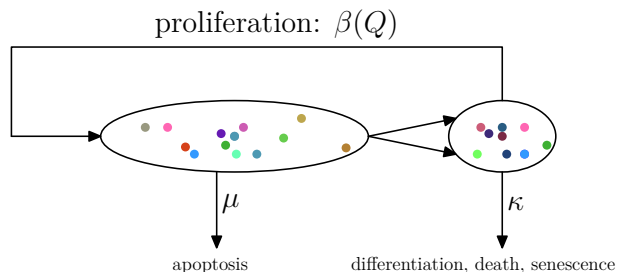 proliferation: β(Q)
μ
κ
apoptosis
differentiation, death, senescence